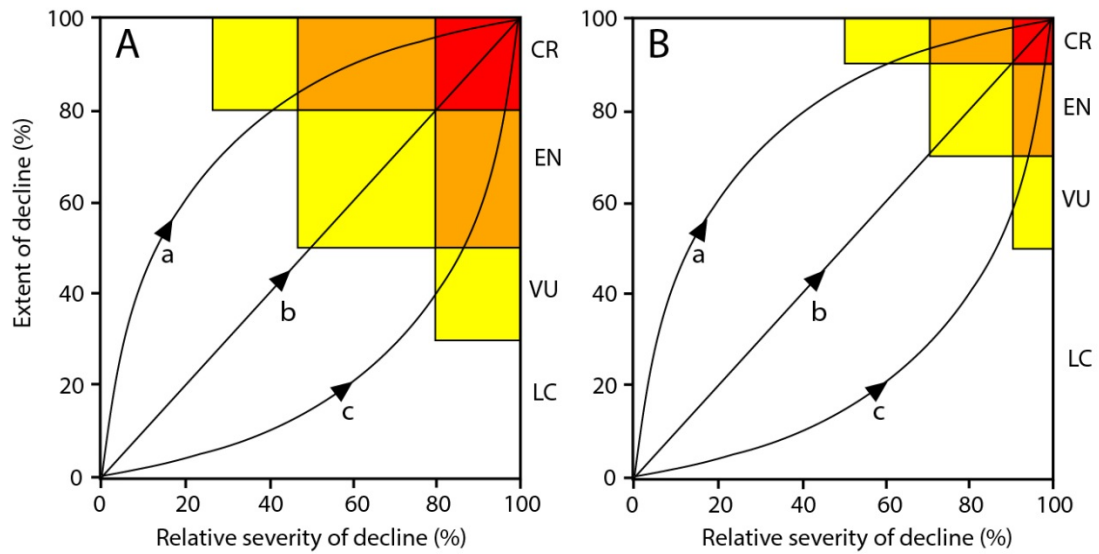 A
Extent of decline (%)
100
80
60
40
20
0
0 20 40 60 80 100
Relative severity of decline (%)
a
b
c
CR
EN
VU
LC
B
100
80
60
40
20
0
0 20 40 60 80 100
Relative severity of decline (%)
a
b
c
CR
EN
VU
LC